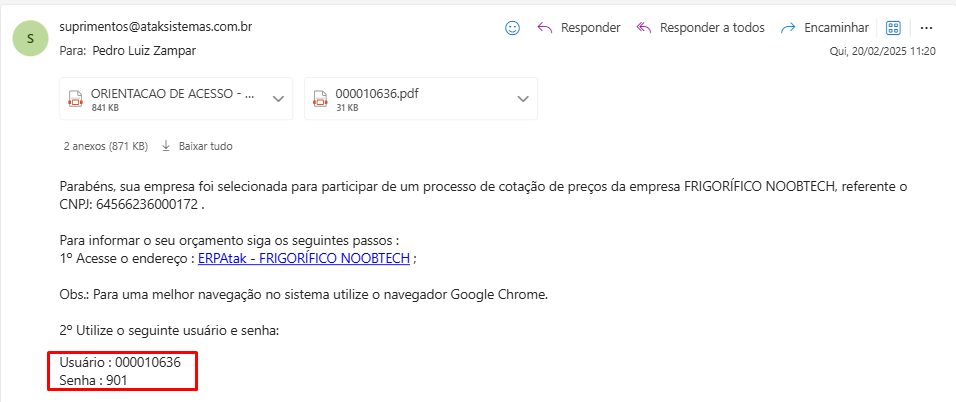 suprimentos@ataksistemas.com.br
Responder
Responder a todos
Encaminhar
S
Para: Pedro Luiz Zampar
Qui, 20/02/2025 11:20
ORIENTACAO DE ACESSO - ...
841 KB
000010636.pdf
31 KB
2 anexos (871 KB)
Baixar tudo
Parabéns, sua empresa foi selecionada para participar de um processo de cotação de preços da empresa FRIGORÍFICO NOOBTECH, referente o
CNPJ: 64566236000172 .
Para informar o seu orçamento siga os seguintes passos :
1º Acesse o endereço : ERPAtak - FRIGORÍFICO NOOBTECH ;
Obs.: Para uma melhor navegação no sistema utilize o navegador Google Chrome.
2º Utilize o seguinte usuário e senha:
Usuário : 000010636
Senha : 901